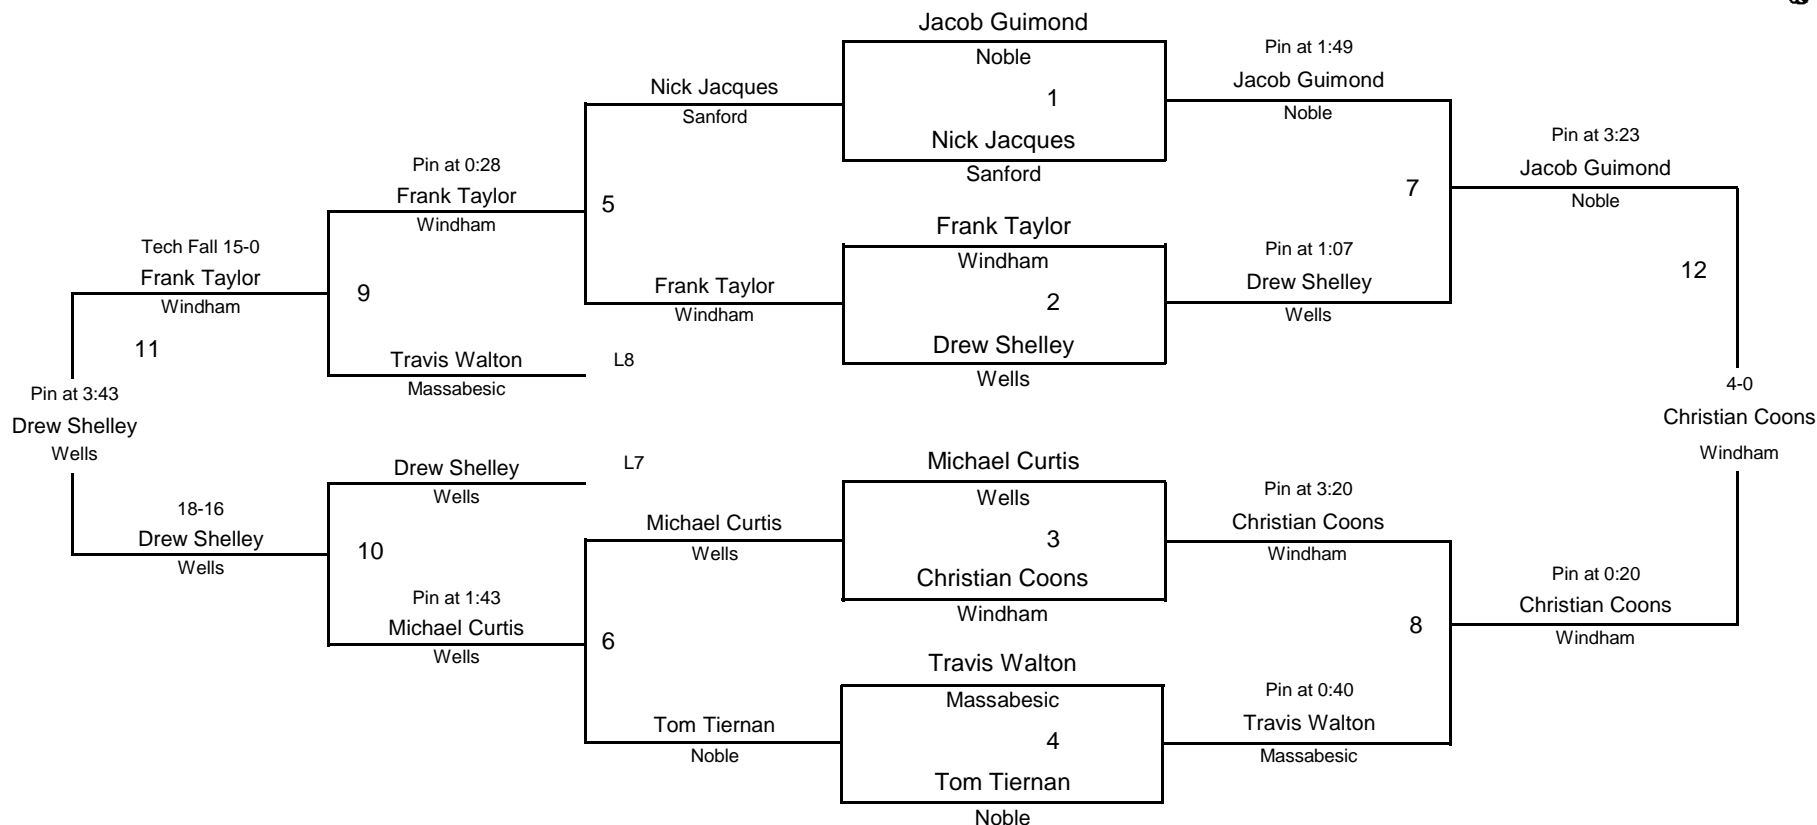 Jacob Guimond
Noble
1
Nick Jacques
Sanford
Frank Taylor
Windham
2
Drew Shelley
Wells
Michael Curtis
Wells
3
Christian Coons
Windham
Travis Walton
Massabesic
4
Tom Tiernan
Noble
Pin at 1:49
Jacob Guimond
Noble
7
Pin at 1:07
Drew Shelley
Wells
Pin at 3:20
Christian Coons
Windham
8
Pin at 0:40
Travis Walton
Massabesic
Pin at 3:23
Jacob Guimond
Noble
12
Pin at 0:20
Christian Coons
Windham
4-0
Christian Coons
Windham
Nick Jacques
Sanford
5
Frank Taylor
Windham
Michael Curtis
Wells
6
Tom Tiernan
Noble
Pin at 0:28
Frank Taylor
Windham
9
Travis Walton
L8
Massabesic
Drew Shelley
L7
Wells
10
Pin at 1:43
Michael Curtis
Wells
Tech Fall 15-0
Frank Taylor
Windham
11
18-16
Drew Shelley
Wells
Pin at 3:43
Drew Shelley
Wells